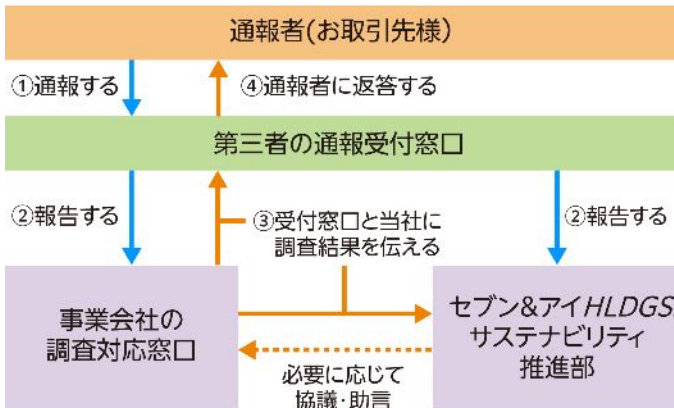 通報者(お取引先様)
①通報する
④通報者に返答する
第三者の通報受付窓口
②報告する
③受付窓口と当社に
調査結果を伝える
②報告する
事業会社の
調査対応窓口
セブン&アイHLDGS.
サステナビリティ
推進部
必要に応じて
協議・助言